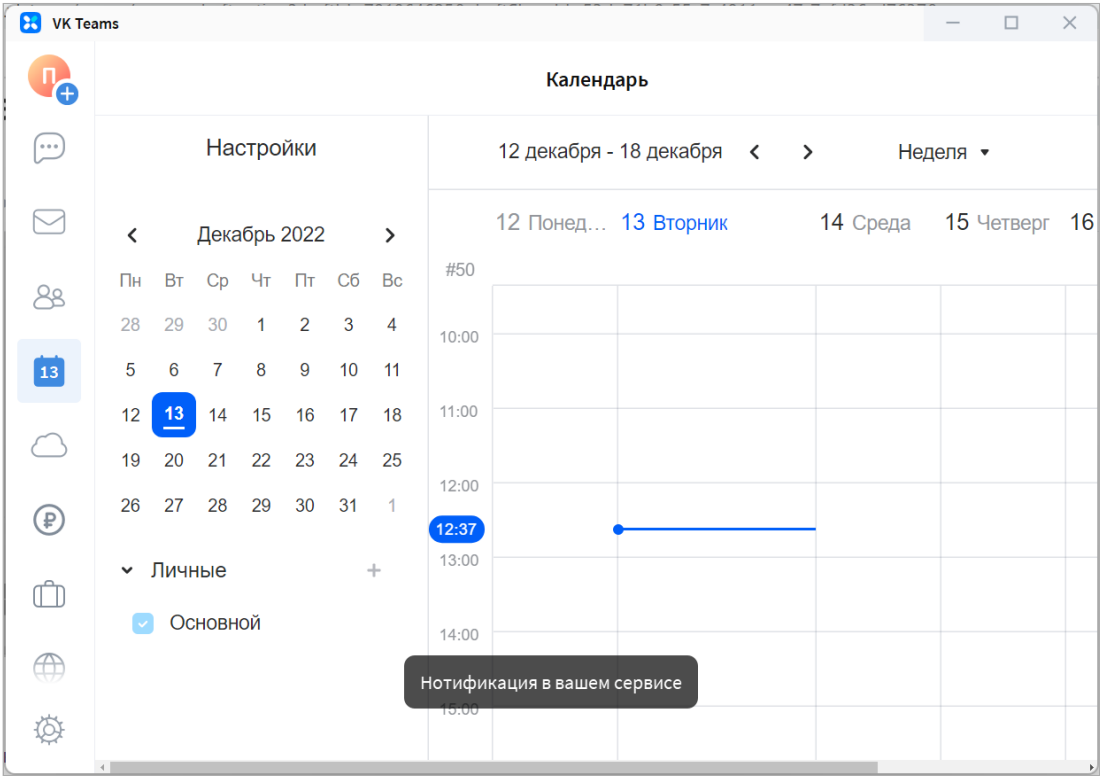 VK Teams
П
Календарь
Настройки
12 декабря - 18 декабря
Неделя
Декабрь 2022
12 Понед... 13 Вторник 14 Среда 15 Четверг 16
#50
Пн Вт Ср Чт Пт Сб Вс
28 29 30 1 2 3 4
10:00
5 6 7 8 9 10 11
13
11:00
12 13 14 15 16 17 18
19 20 21 22 23 24 25
12:00
26 27 28 29 30 31 1
12:37
13:00
Личные
Основной
14:00
Нотификация в вашем сервисе
15:00